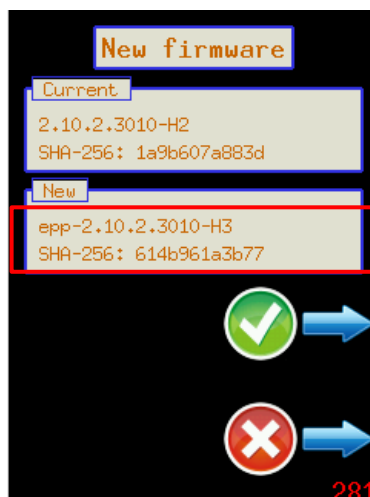 New firmware
Current
2.10.2.3010-H2
SHA-256: 1a9b607a883d
New
epp-2.10.2.3010-H3
SHA-256: 614b961a3b77
281